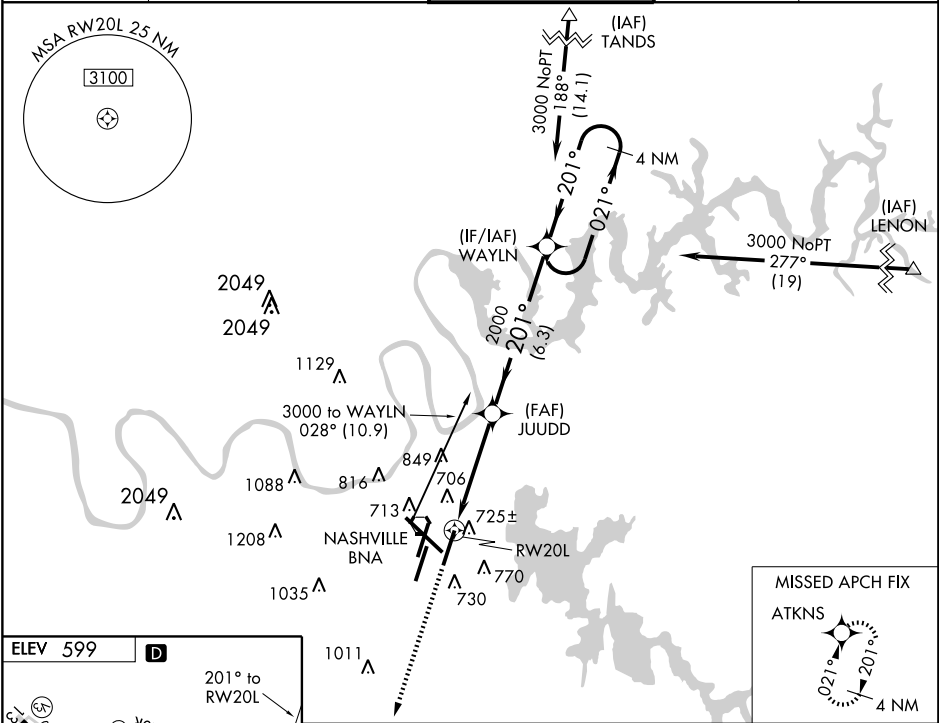 MSA RW20L 25 NM
3100
(IAF)
TANDS
3000 NoPT
188°
(14.1)
4 NM
201°
021°
(IF/IAF)
WAYLN
(IAF)
LENON
3000 NoPT
277°
(19)
2049
2049
2000
201°
(6.3)
1129
3000 to WAYLN
028° (10.9)
(FAF)
JUUDD
849
816
706
1088
2049
713
725±
1208
NASHVILLE
BNA
RW20L
770
730
1035
MISSED APCH FIX
ATKNS
021°
201°
4 NM
1011
ELEV 599
D
201° to
RW20L